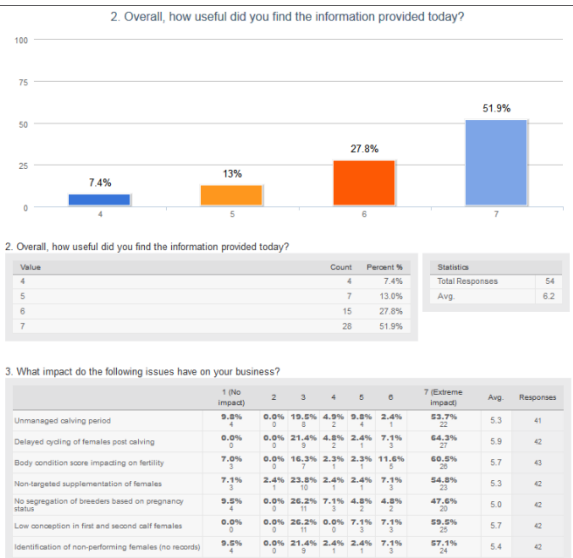 2. Overall, how useful did you find the information provided today?
100
75
50
25
0
7.4%
13%
27.8%
51.9%
4 5 6 7
2. Overall, how useful did you find the information provided today?
Value Count Percent %
4 4 7.4%
5 7 13.0%
6 15 27.8%
7 28 51.9%
Statistics
Total Responses 54
Avg. 6.2
3. What impact do the following issues have on your business?
1 (No impact) 2 3 4 5 6 7 (Extreme impact) Avg. Responses
Unmanaged calving period 9.8% 0.0% 19.5% 4.9% 9.8% 2.4% 53.7% 5.3 41
4 0 8 2 4 1 22
Delayed cycling of females post calving 0.0% 0.0% 21.4% 4.8% 2.4% 7.1% 64.3% 5.9 42
0 0 9 2 1 3 27
Body condition score impacting on fertility 7.0% 0.0% 16.3% 2.3% 2.3% 11.6% 60.5% 5.7 43
3 0 7 1 1 5 26
Non-targeted supplementation of females 7.1% 2.4% 23.8% 2.4% 2.4% 7.1% 54.8% 5.3 42
3 1 10 1 1 3 23
No segregation of breeders based on pregnancy status 9.5% 0.0% 26.2% 7.1% 4.8% 4.8% 47.6% 5.0 42
4 0 11 3 2 2 20
Low conception in first and second calf females 0.0% 0.0% 26.2% 0.0% 7.1% 7.1% 59.5% 5.7 42
0 0 11 0 3 3 25
Identification of non-performing females (no records) 9.5% 0.0% 21.4% 2.4% 2.4% 7.1% 57.1% 5.4 42
4 0 9 1 1 3 24